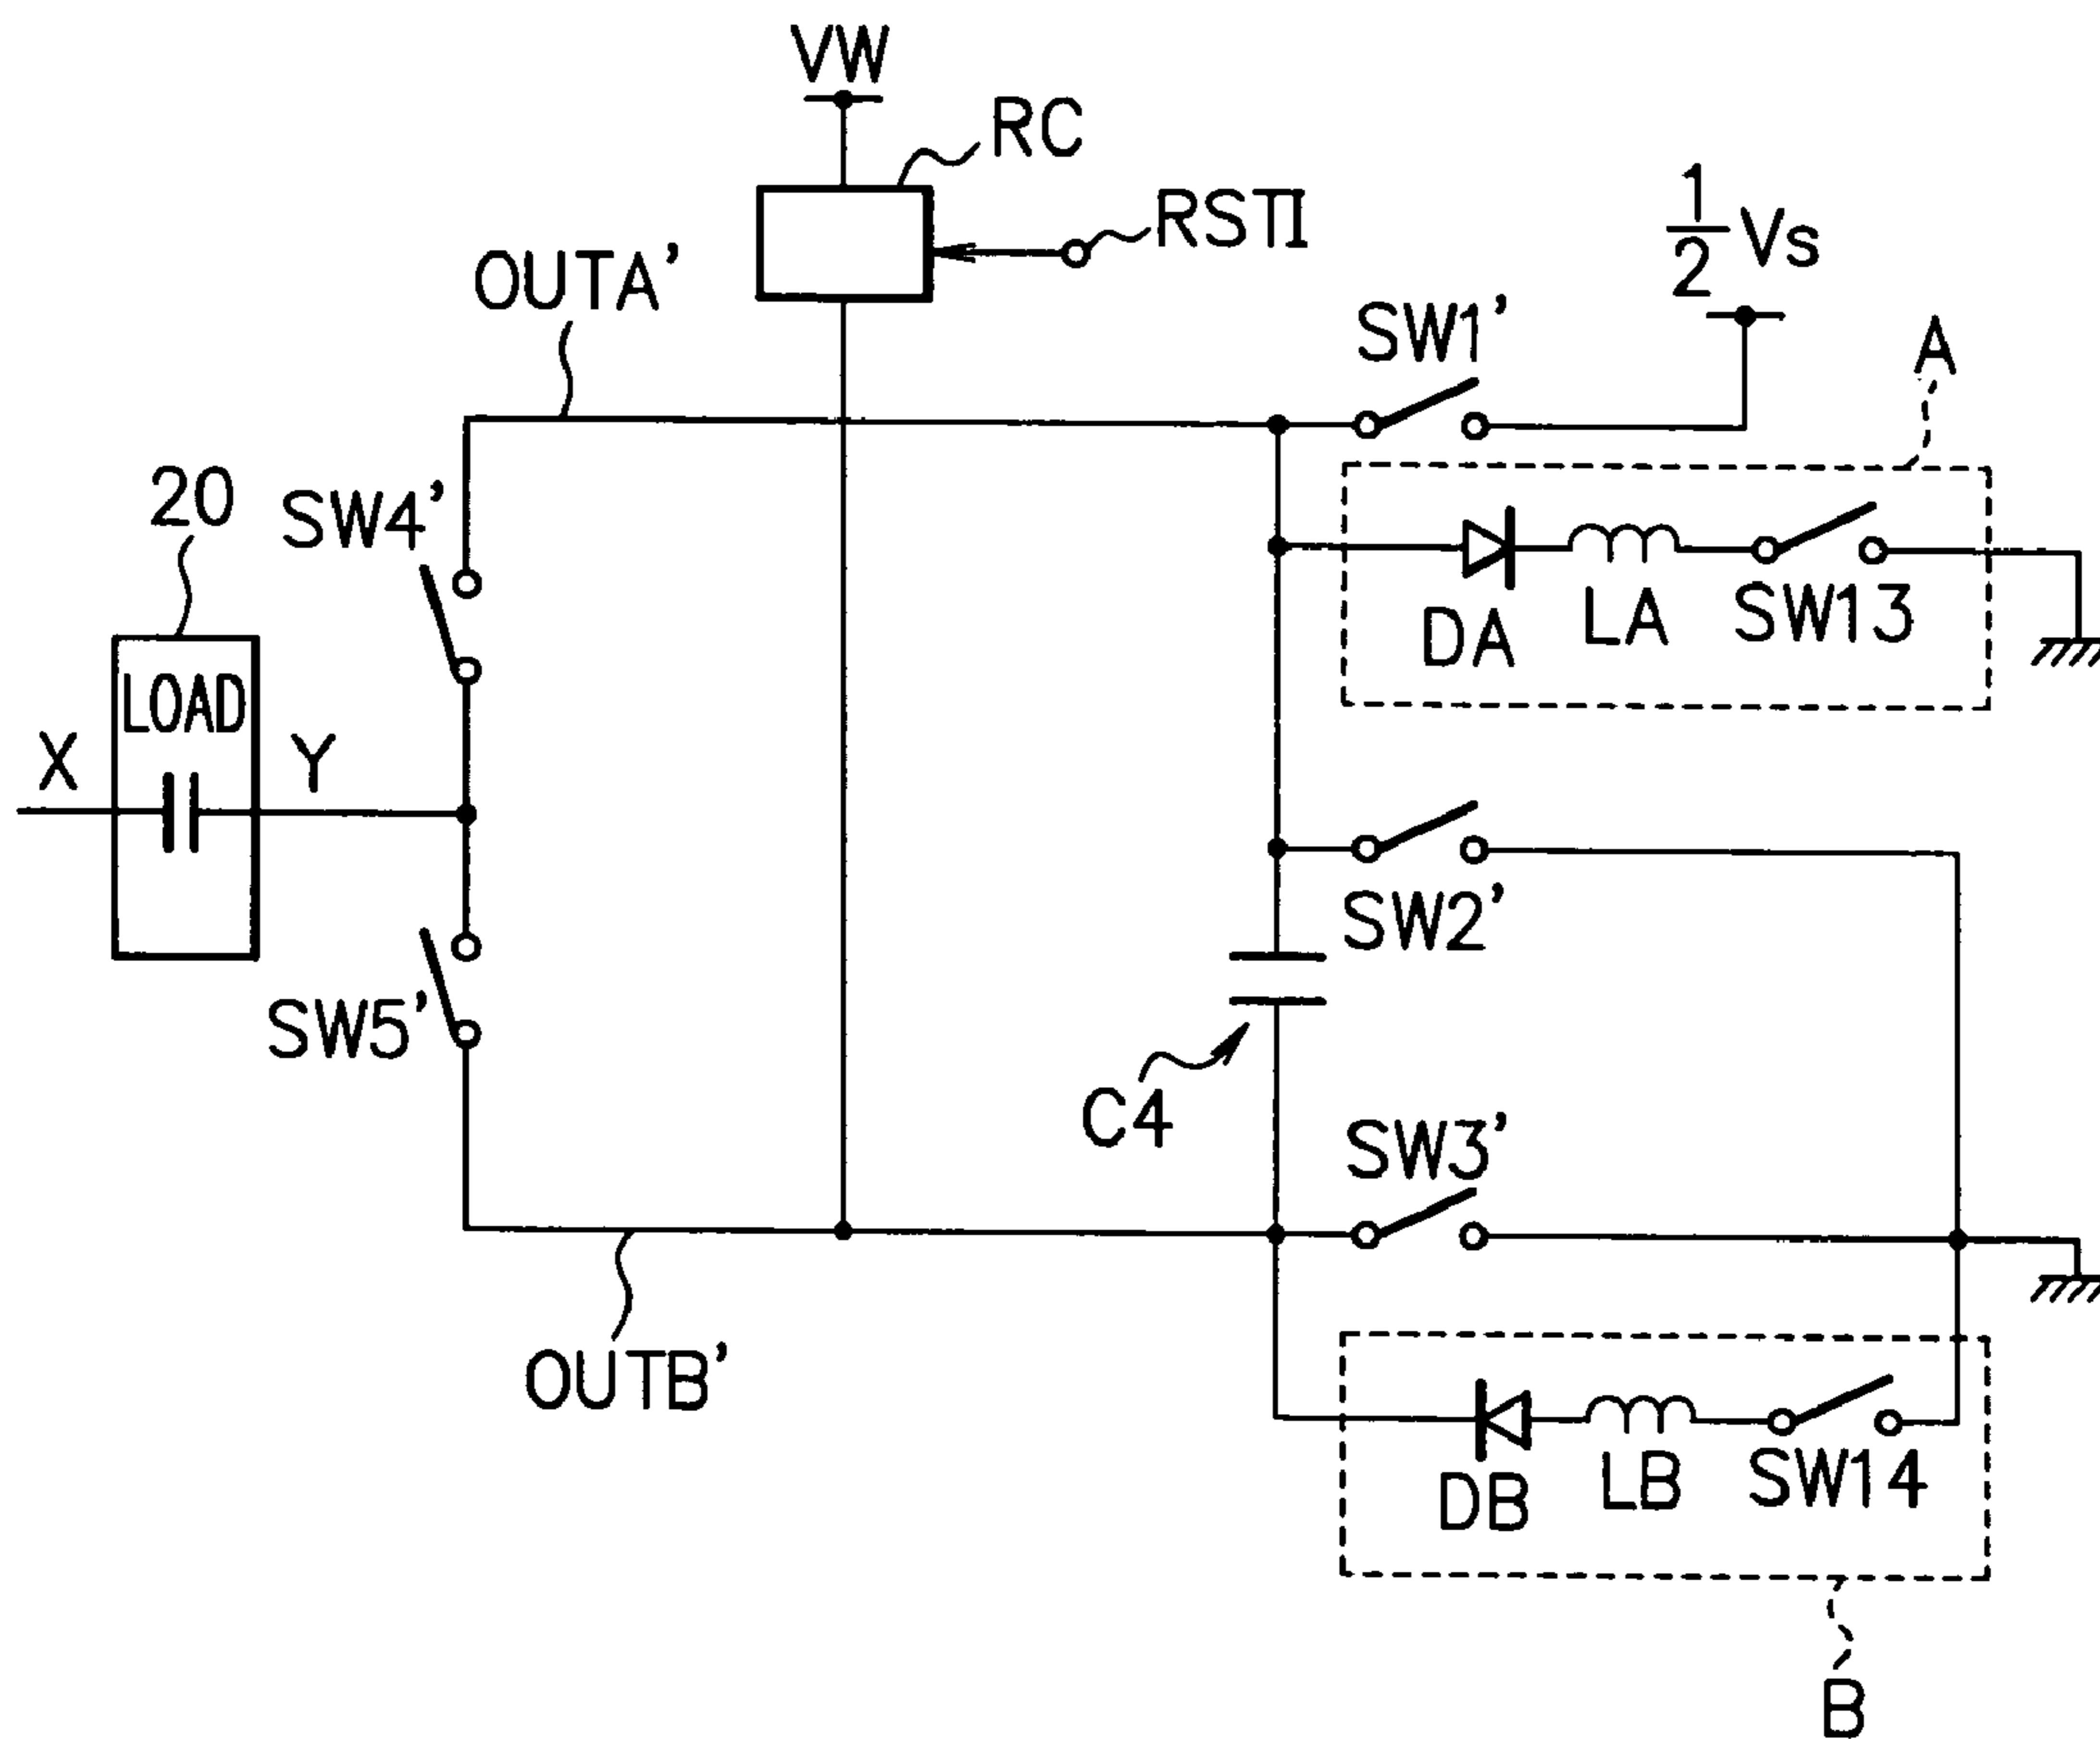 VW
RC
RSTI
1/2 Vs
OUTA'
SW1'
A
20
SW4'
DA
LA
SW13
LOAD
X
Y
SW2'
SW5'
C4
SW3'
OUTB'
DB
LB
SW14
B